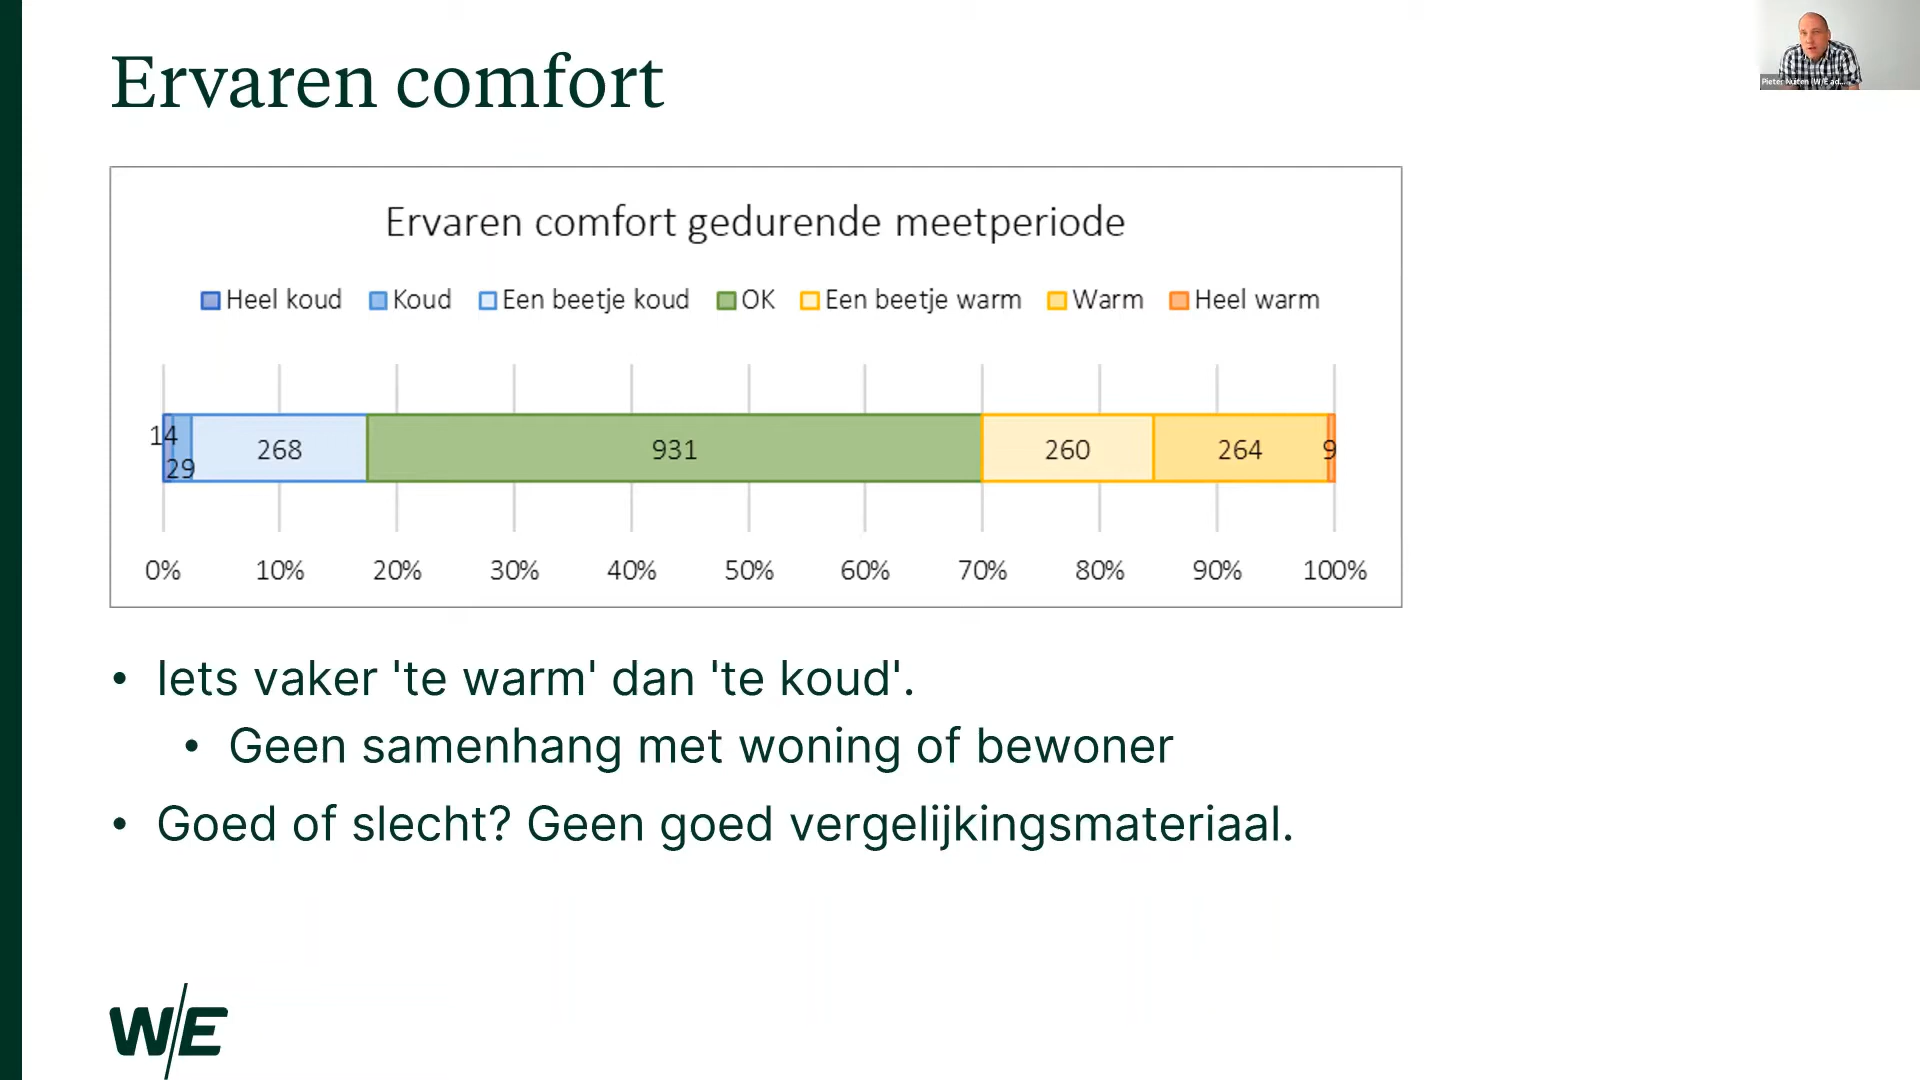 Ervaren comfort
Ervaren comfort gedurende meetperiode
Heel koud Koud Een beetje koud OK Een beetje warm Warm Heel warm
14 29 268 931 260 264 9
0% 10% 20% 30% 40% 50% 60% 70% 80% 90% 100%
• Iets vaker 'te warm' dan 'te koud'.
• Geen samenhang met woning of bewoner
• Goed of slecht? Geen goed vergelijkingsmateriaal.
W/E
Pieter (W/E ad...